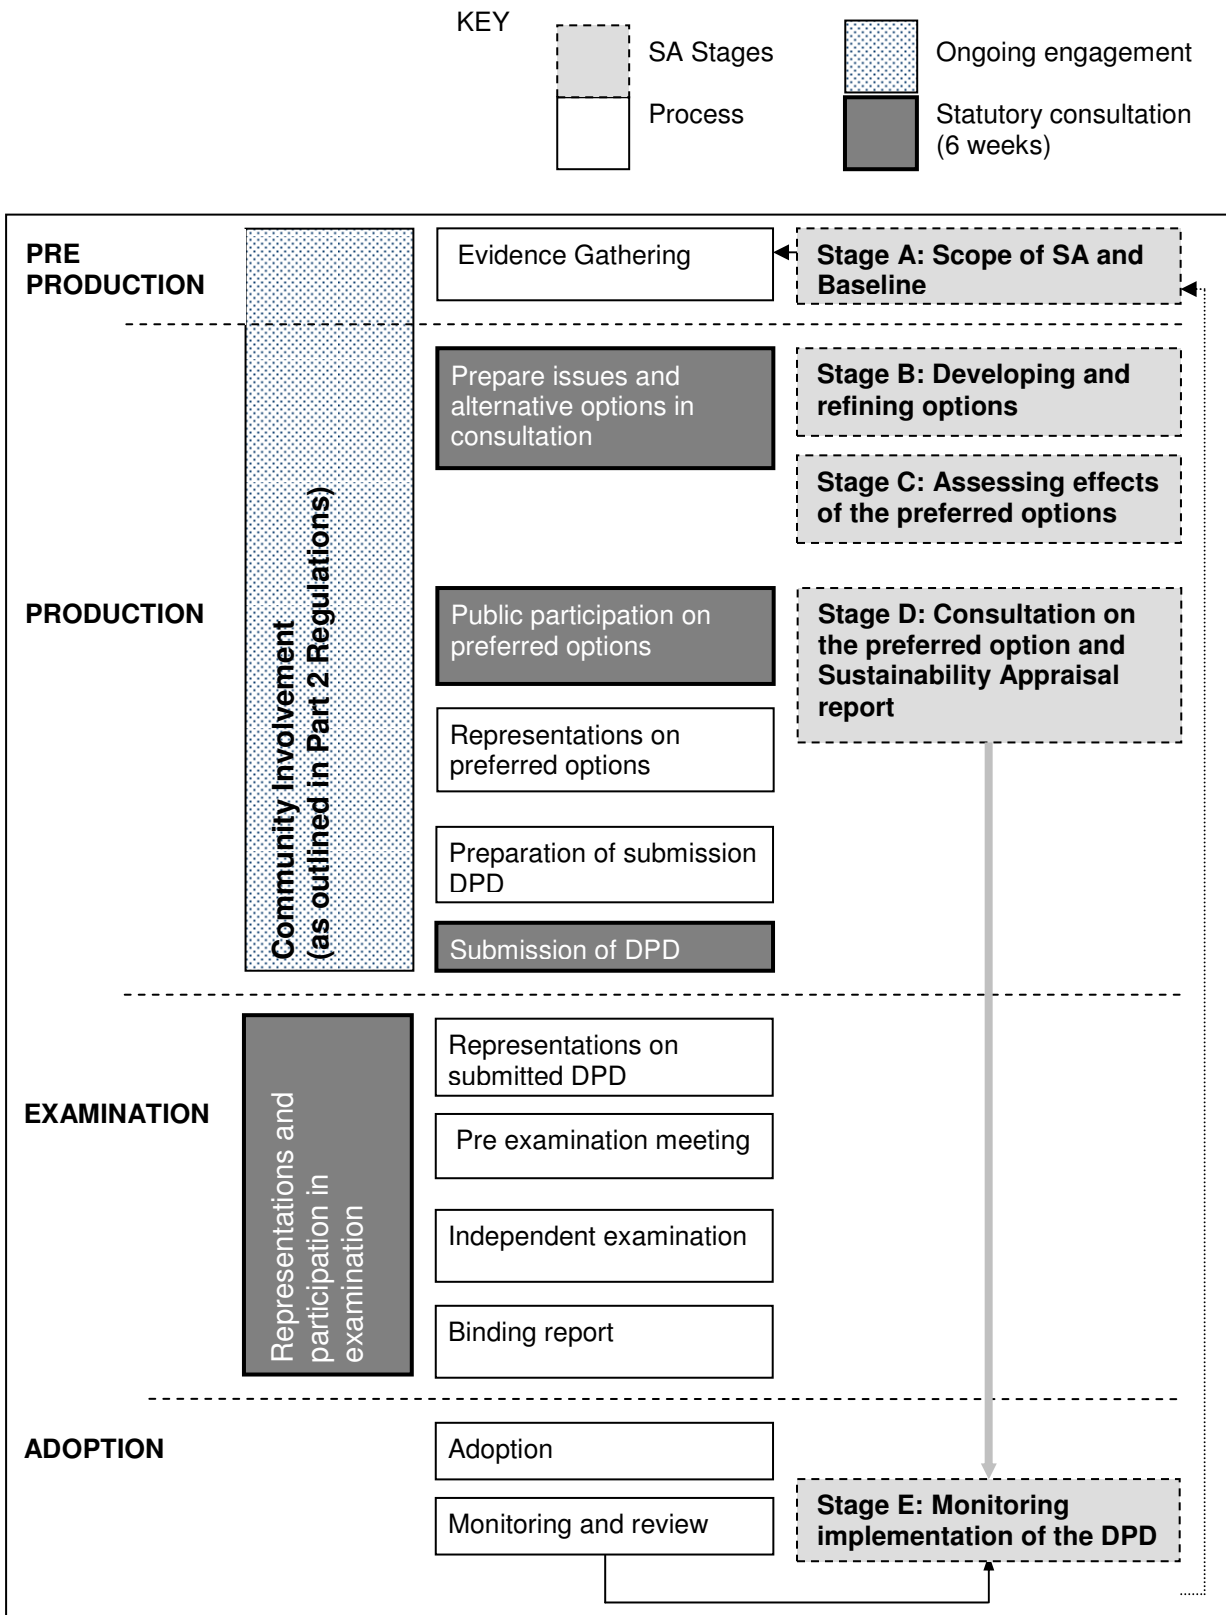 KEY
SA Stages
Process
Ongoing engagement
Statutory consultation
(6 weeks)
PRE
PRODUCTION
Evidence Gathering
Stage A: Scope of SA and
Baseline
Community Involvement
(as outlined in Part 2 Regulations)
Prepare issues and
alternative options in
consultation
Stage B: Developing and
refining options
Stage C: Assessing effects
of the preferred options
PRODUCTION
Public participation on
preferred options
Stage D: Consultation on
the preferred option and
Sustainability Appraisal
report
Representations on
preferred options
Preparation of submission
DPD
Submission of DPD
EXAMINATION
Representations and
participation in
examination
Representations on
submitted DPD
Pre examination meeting
Independent examination
Binding report
ADOPTION
Adoption
Monitoring and review
Stage E: Monitoring
implementation of the DPD